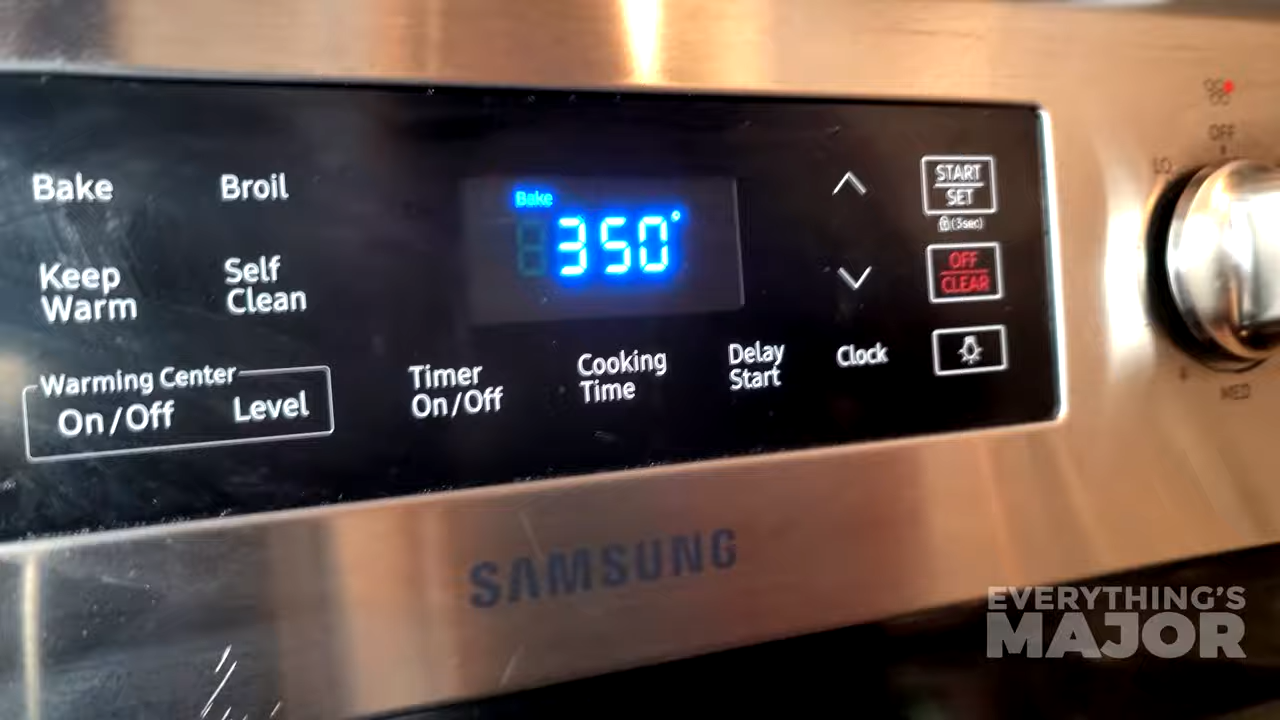 Bake
Broil
Bake
350°
START
SET
(3sec)
Keep
Warm
Self
Clean
OFF
CLEAR
Warming Center
On/Off
Level
Timer
On/Off
Cooking
Time
Delay
Start
Clock
OFF
LO
MED
SAMSUNG
EVERYTHING'S
MAJOR